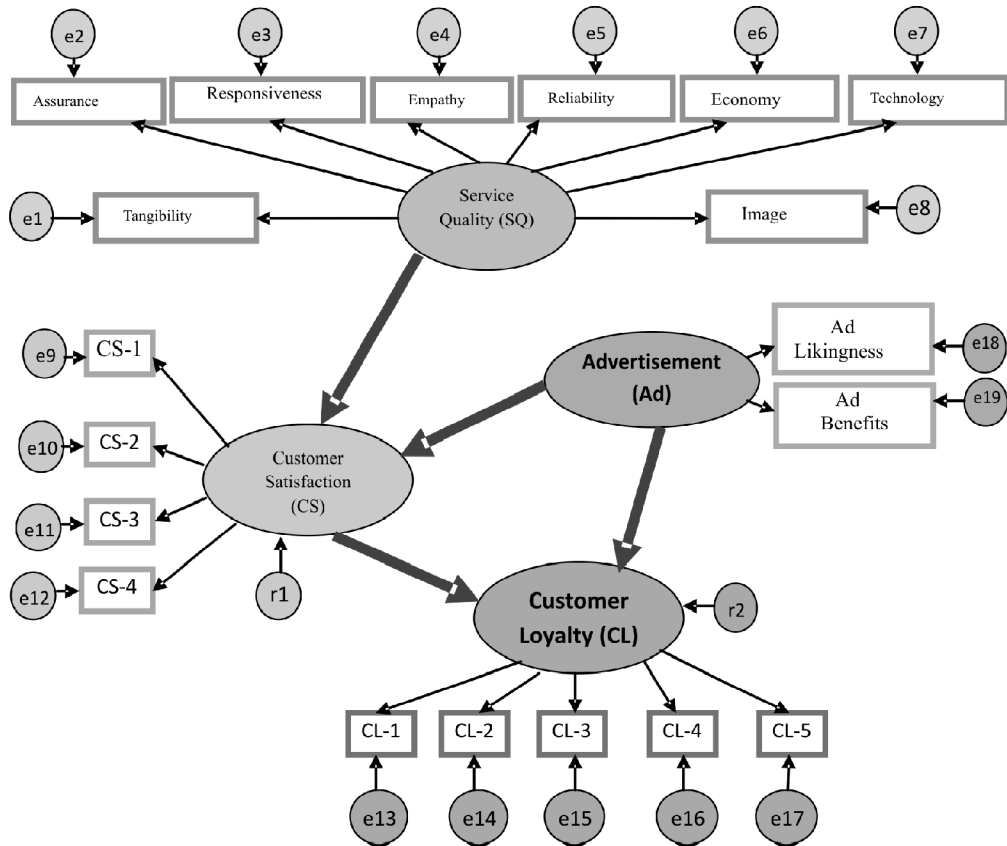 e2
e3
e4
e5
e6
e7
Assurance
Responsiveness
Empathy
Reliability
Economy
Technology
e1
Tangibility
Service
Quality (SQ)
Image
e8
e9
CS-1
Advertisement
(Ad)
Ad
Likingness
e18
Ad
Benefits
e19
e10
CS-2
Customer
Satisfaction
(CS)
e11
CS-3
e12
CS-4
r1
Customer
Loyalty (CL)
r2
CL-1
CL-2
CL-3
CL-4
CL-5
e13
e14
e15
e16
e17